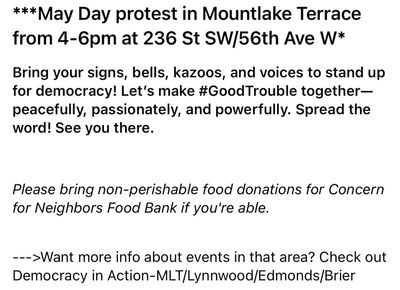 ***May Day protest in Mountlake Terrace
from 4-6pm at 236 St SW/56th Ave W*
Bring your signs, bells, kazoos, and voices to stand up
for democracy! Let’s make #GoodTrouble together—
peacefully, passionately, and powerfully. Spread the
word! See you there.
Please bring non-perishable food donations for Concern
for Neighbors Food Bank if you're able.
--->Want more info about events in that area? Check out
Democracy in Action-MLT/Lynnwood/Edmonds/Brier